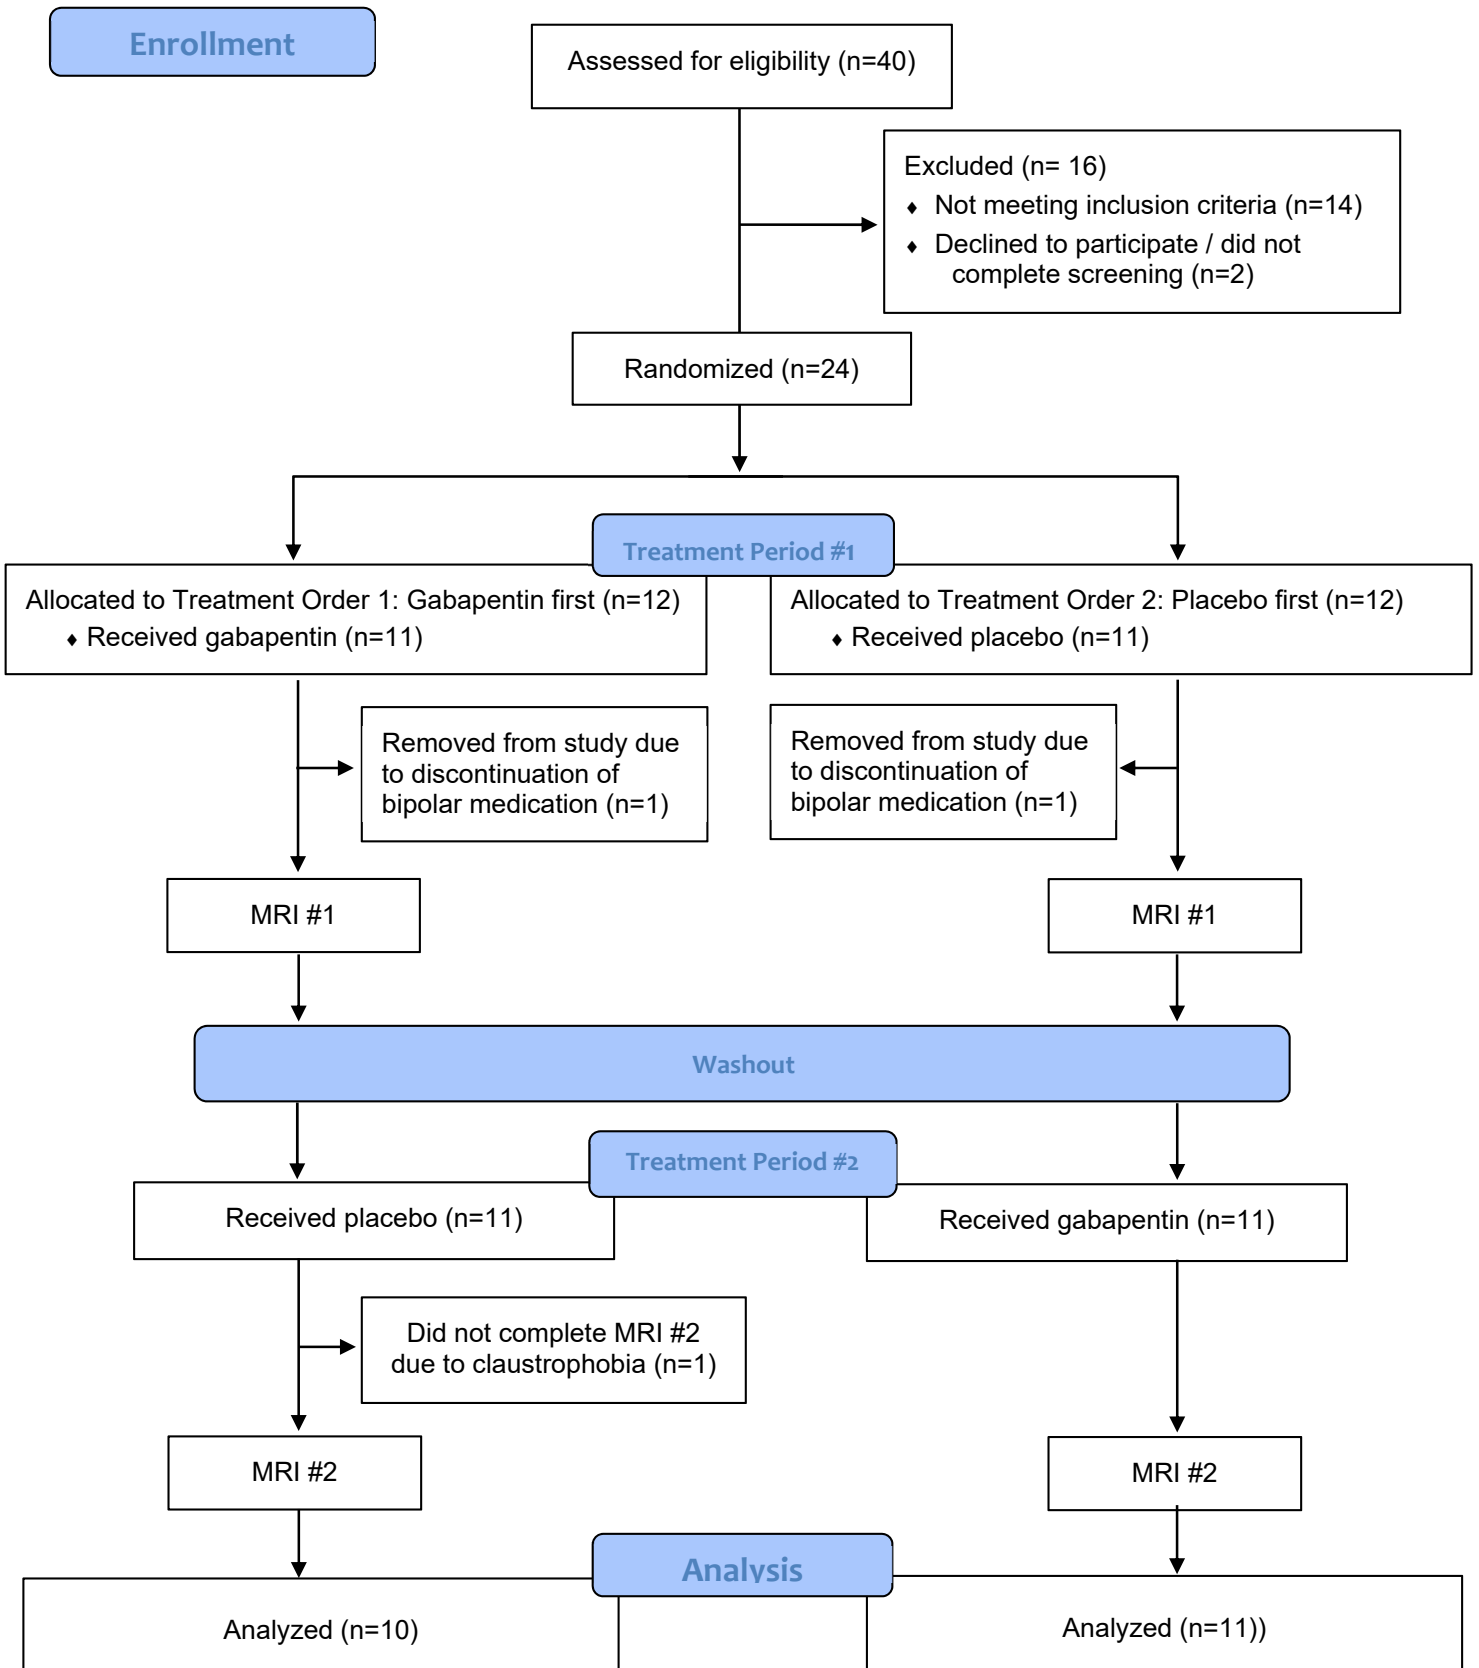 Enrollment
Assessed for eligibility (n=40)
Excluded (n= 16)
♦ Not meeting inclusion criteria (n=14)
♦ Declined to participate / did not
complete screening (n=2)
Randomized (n=24)
Treatment Period #1
Allocated to Treatment Order 1: Gabapentin first (n=12)
♦ Received gabapentin (n=11)
Allocated to Treatment Order 2: Placebo first (n=12)
♦ Received placebo (n=11)
Removed from study due
to discontinuation of
bipolar medication (n=1)
Removed from study due
to discontinuation of
bipolar medication (n=1)
MRI #1
MRI #1
Washout
Treatment Period #2
Received placebo (n=11)
Received gabapentin (n=11)
Did not complete MRI #2
due to claustrophobia (n=1)
MRI #2
MRI #2
Analysis
Analyzed (n=10)
Analyzed (n=11))